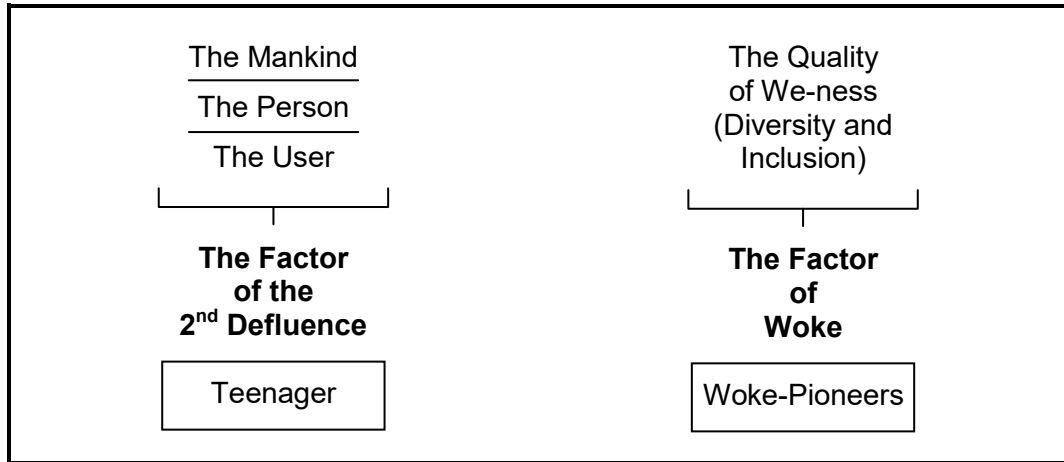 The Mankind
The Person
The User
The Factor
of the
2nd Defluence
Teenager
The Quality
of We-ness
(Diversity and
Inclusion)
The Factor
of
Woke
Woke-Pioneers